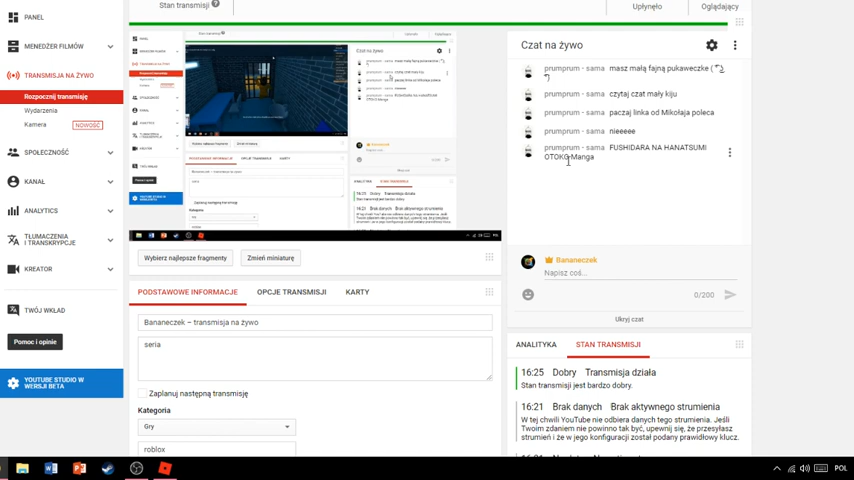 Stan transmisji
Upłynęło
Oglądający
PANEL
MENEDŻER FILMÓW
TRANSMISJA NA ŻYWO
Rozpocznij transmisję
Wydarzenia
Kamera NOWOŚĆ
SPOŁECZNOŚĆ
KANAŁ
ANALYTICS
TŁUMACZENIA
I TRANSKRYPCJE
KREATOR
TWÓJ WKŁAD
Pomoc i opinie
YOUTUBE STUDIO W
WERSJI BETA
Wybierz najlepsze fragmenty
Zmień miniaturę
PODSTAWOWE INFORMACJE
OPCJE TRANSMISJI
KARTY
Bananeczek – transmisja na żywo
seria
Zaplanuj następną transmisję
Kategoria
Gry
roblox
Czat na żywo
prumprum - sama masz małą fajną pukaweczke
prumprum - sama czytaj czat mały kiju
prumprum - sama paczaj linka od Mikołaja poleca
prumprum - sama nieeeee
prumprum - sama FUSHIDARA NA HANATSUMI
OTOKO Manga
Bananeczek
Napisz coś...
0/200
Ukryj czat
ANALITYKA
STAN TRANSMISJI
16:25 Dobry Transmisja działa
Stan transmisji jest bardzo dobry.
16:21 Brak danych Brak aktywnego strumienia
W tej chwili YouTube nie odbiera danych tego strumienia. Jeśli
Twoim zdaniem nie powinno tak być, upewnij się, że przesyłasz
strumień i że w jego konfiguracji został podany prawidłowy klucz.
POL